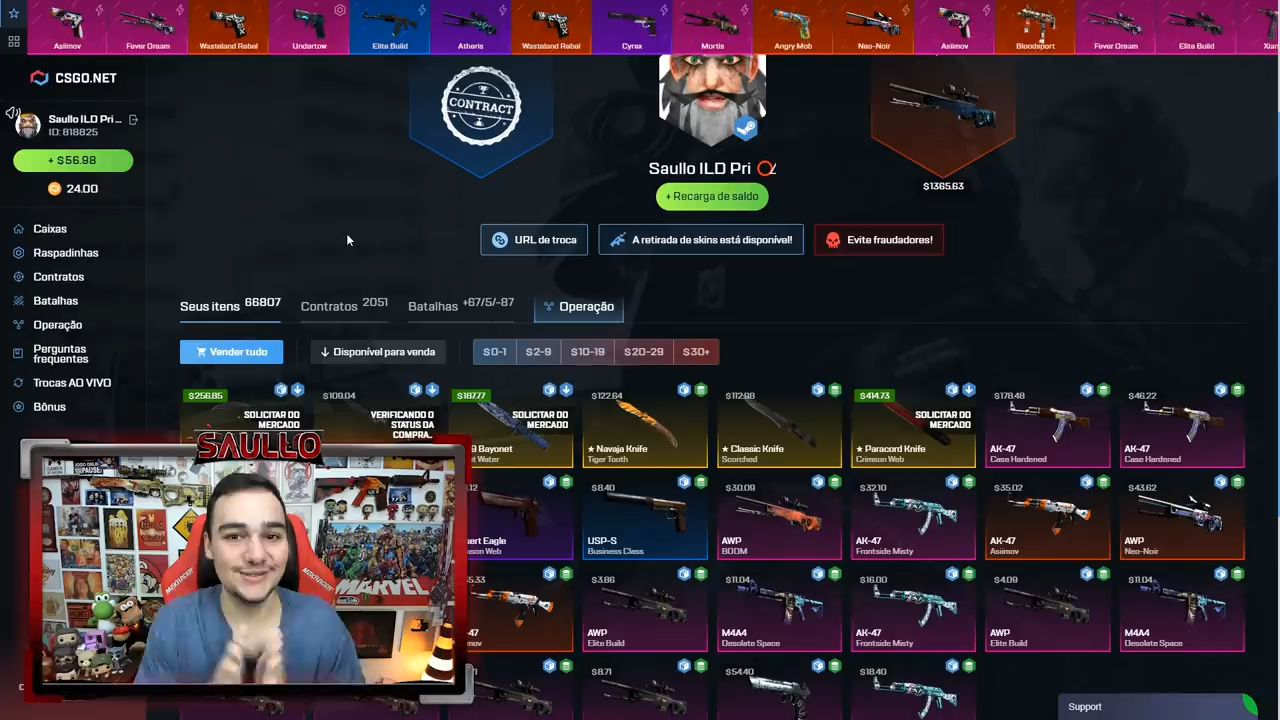 Asiimov
Fever Dream
Wasteland Rebel
Undertow
Elite Build
Atheris
Wasteland Rebel
Cyrex
Mortis
Angry Mob
Neo-Noir
Asiimov
Bloodsport
Fever Dream
Elite Build
CSGO.NET
Saullo ILD Pri ...
ID: 818825
+ $56.98
24.00
Caixas
Raspadinhas
Contratos
Batalhas
Operação
Perguntas
frequentes
Trocas AO VIVO
Bônus
CONTRACT
Saullo ILD Pri
+ Recarga de saldo
$1365.63
URL de troca
A retirada de skins está disponível!
Evite fraudadores!
Seus itens 66807
Contratos 2051
Batalhas +67/5/-87
Operação
Vender tudo
Disponível para venda
$0-1
$2-9
$10-19
$20-29
$30+
$256.85
SOLICITAR DO
MERCADO
$109.04
VERIFICANDO O
STATUS DA
COMPRA..
$187.77
SOLICITAR DO
MERCADO
Bayonet
Water
$122.64
★ Navaja Knife
Tiger Tooth
$112.98
★ Classic Knife
Scorched
$414.73
SOLICITAR DO
MERCADO
★ Paracord Knife
Crimson Web
$178.48
AK-47
Case Hardened
$46.22
AK-47
Case Hardened
Eagle
Web
$8.40
USP-S
Business Class
$30.09
AWP
BOOM
$32.10
AK-47
Frontside Misty
$35.02
AK-47
Asiimov
$43.62
AWP
Neo-Noir
$3.86
AWP
Elite Build
$11.04
M4A4
Desolate Space
$16.00
AK-47
Frontside Misty
$4.09
AWP
Elite Build
$11.04
M4A4
Desolate Space
$8.71
$54.40
$18.40
SAULLO
MAXRACER
MAXRACER
MARVEL
Support